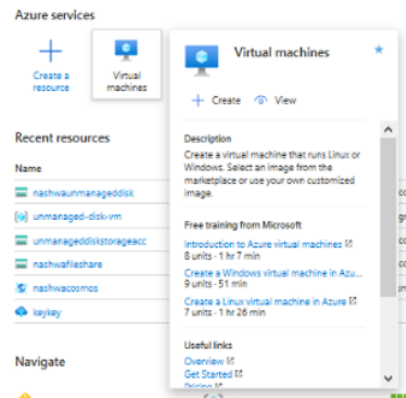 Azure services
Create a
resource
Virtual
machines
Recent resources
Name
nashwaunmanageddisk
unmanaged-disk-vm
unmanageddiskstorageacc
nashwafileshare
nashwacosmos
keykey
Navigate
Virtual machines
Create
View
Description
Create a virtual machine that runs Linux or
Windows. Select an image from the
marketplace or use your own customized
image.
Free training from Microsoft
Introduction to Azure virtual machines
8 units · 1 hr 7 min
Create a Windows virtual machine in Azu...
9 units · 51 min
Create a Linux virtual machine in Azure
7 units · 1 hr 26 min
Useful links
Overview
Get Started
Pricing